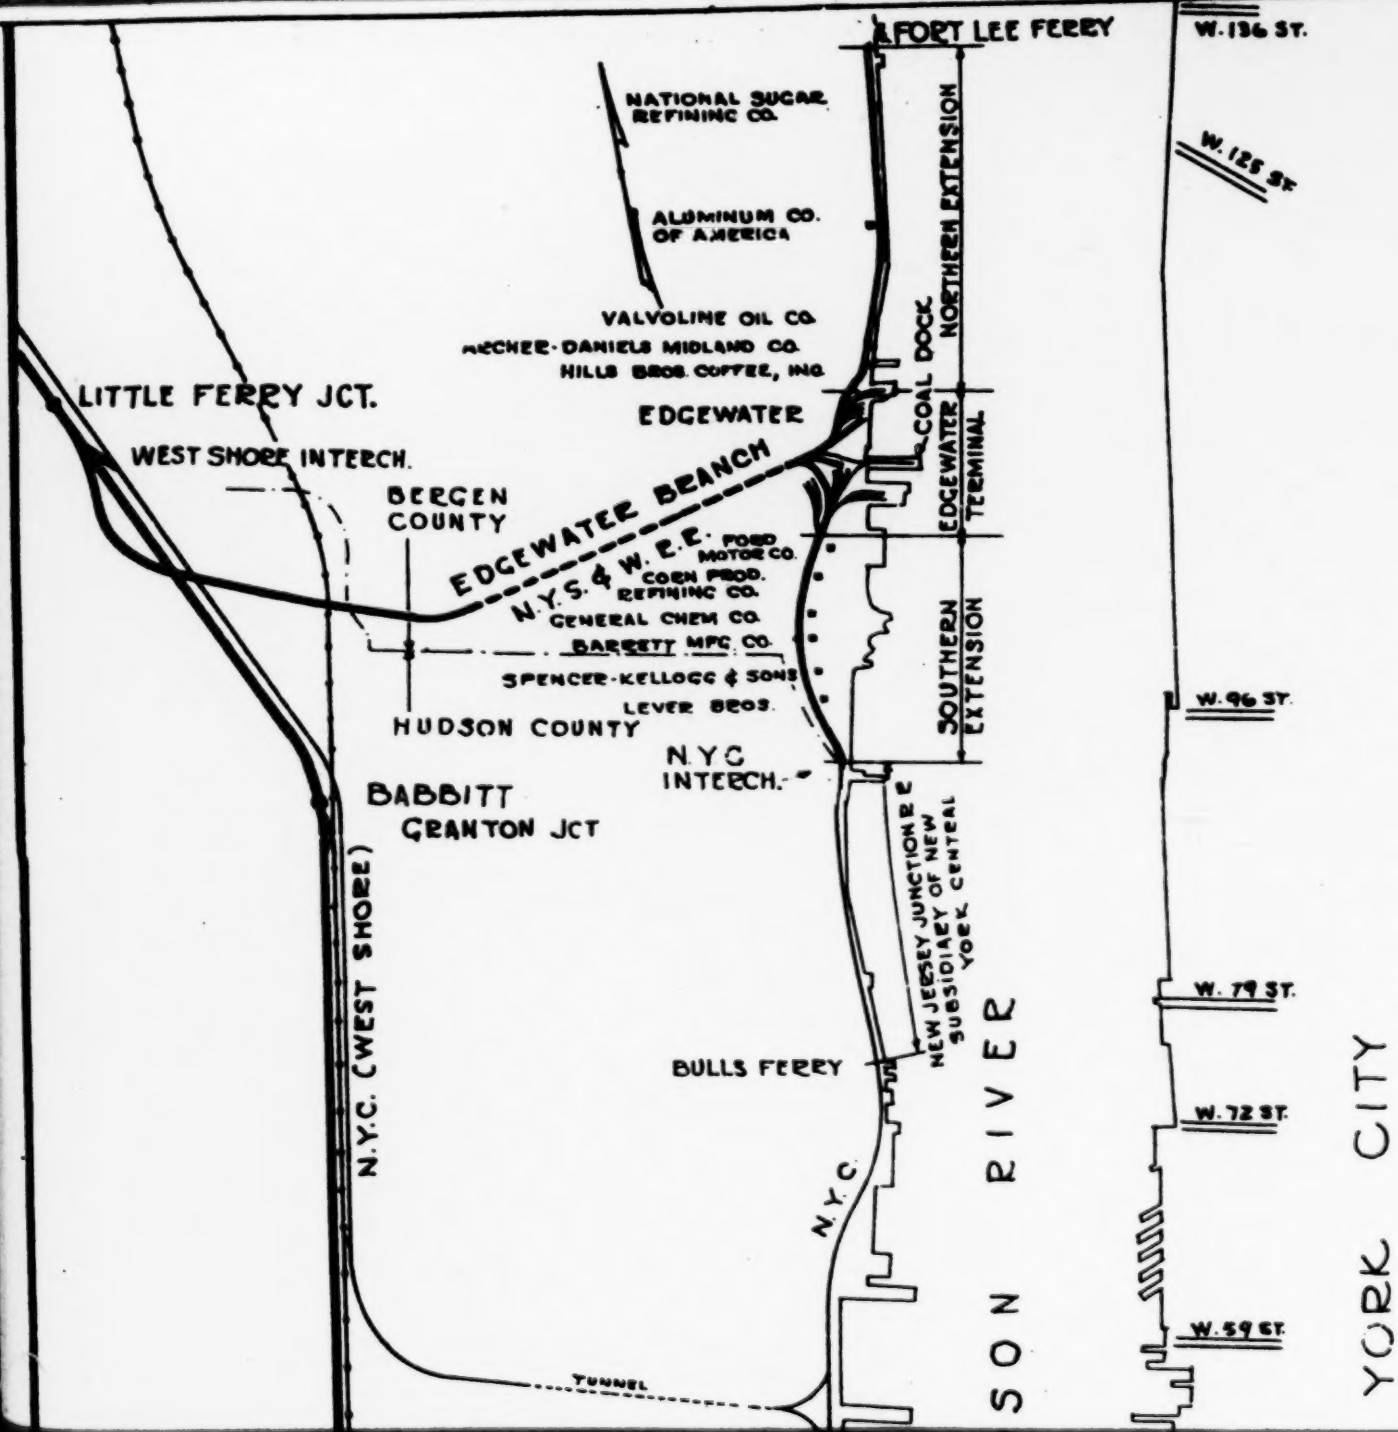 FORT LEE FERRY
W. 136 ST.
NATIONAL SUGAR
REFINING CO.
W. 125 ST.
NORTHERN EXTENSION
ALUMINUM CO.
OF AMERICA
VALVOLINE OIL CO.
ARCHER-DANIELS MIDLAND CO.
HILLS BROS. COFFEE, INC.
COAL DOCK
LITTLE FERRY JCT.
EDGEWATER
EDGEWATER
TERMINAL
WEST SHORE INTERCH.
BERGEN
COUNTY
EDGEWATER BRANCH
N.Y.S. & W. R.R.
FORD
MOTOR CO.
CORN PROD.
REFINING CO.
GENERAL CHEM CO.
BARRETT MFG. CO.
SPENCER-KELLOGG & SONS
LEVER BROS.
SOUTHERN
EXTENSION
HUDSON COUNTY
W. 96 ST.
N.Y.C
INTERCH.
BABBITT
GRANTON JCT
NEW JERSEY JUNCTION R R
SUBSIDIARY OF NEW
YORK CENTRAL
N.Y.C. (WEST SHORE)
W. 79 ST.
BULLS FERRY
W. 72 ST.
N.Y.C.
SON RIVER
YORK CITY
W. 59 ST.
TUNNEL